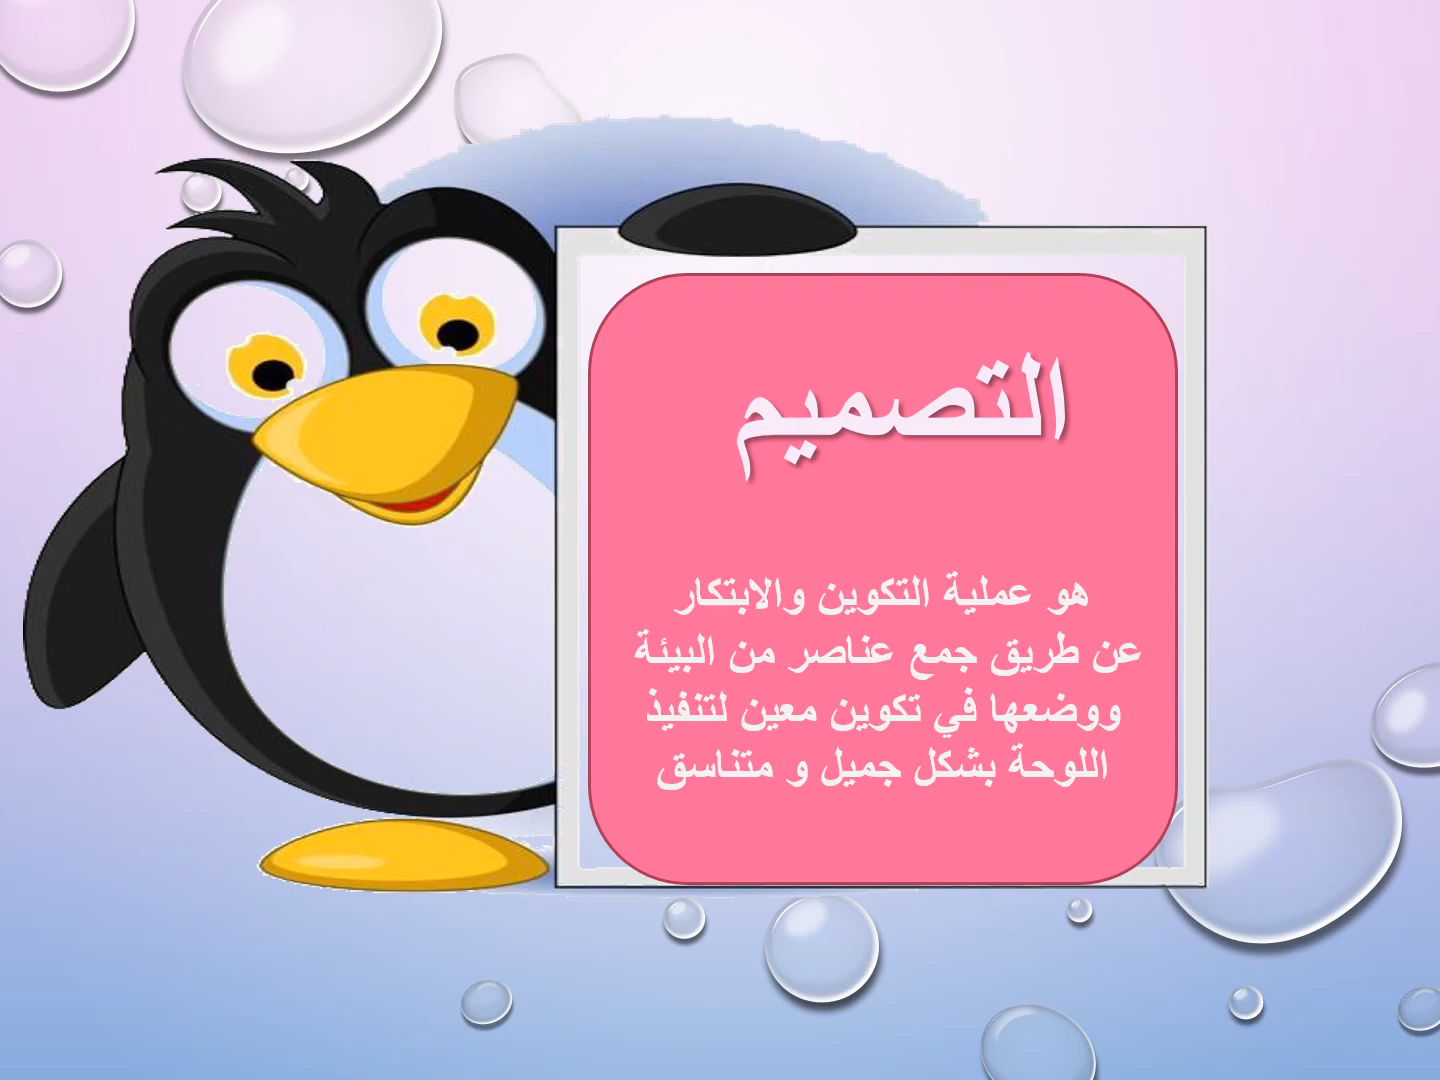 التصميم
هو عملية التكوين والابتكار
عن طريق جمع عناصر من البيئة
ووضعها في تكوين معين لتنفيذ
اللوحة بشكل جميل و متناسق